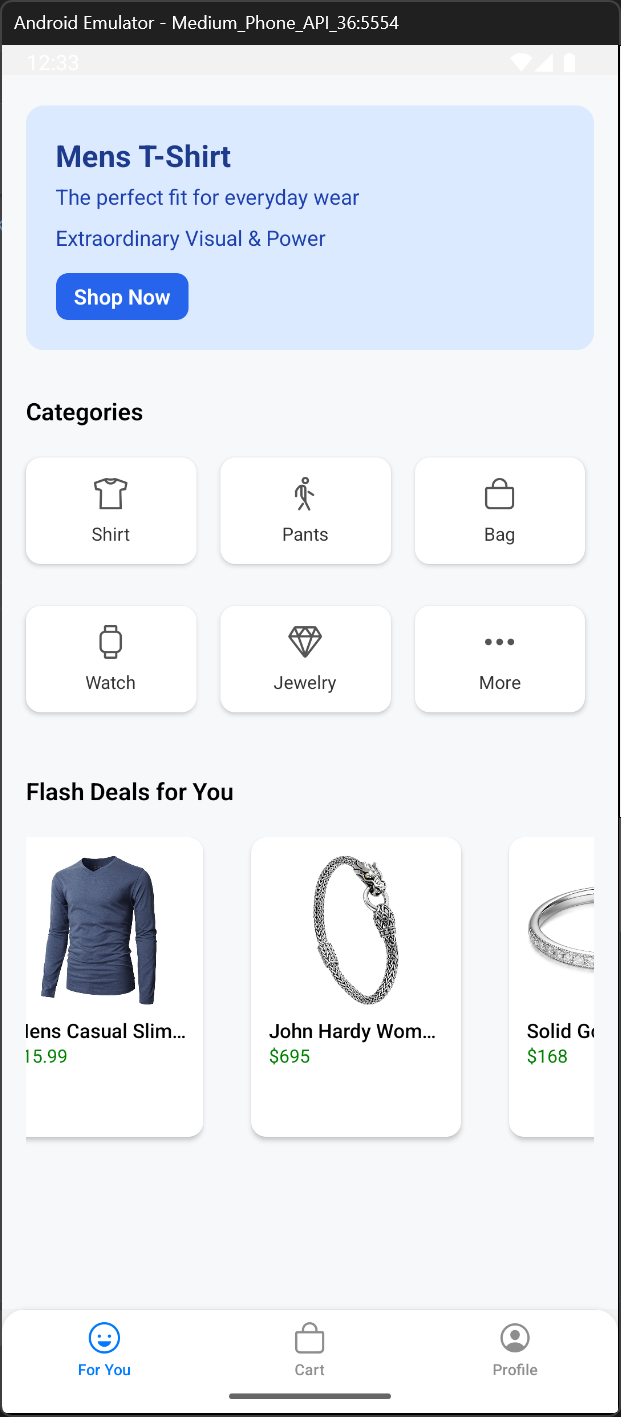 Android Emulator - Medium_Phone_API_36:5554
12:33
Mens T-Shirt
The perfect fit for everyday wear
Extraordinary Visual & Power
Shop Now
Categories
Shirt
Pants
Bag
Watch
Jewelry
More
Flash Deals for You
lens Casual Slim...
John Hardy Wom...
Solid Go
15.99
$695
$168
For You
Cart
Profile